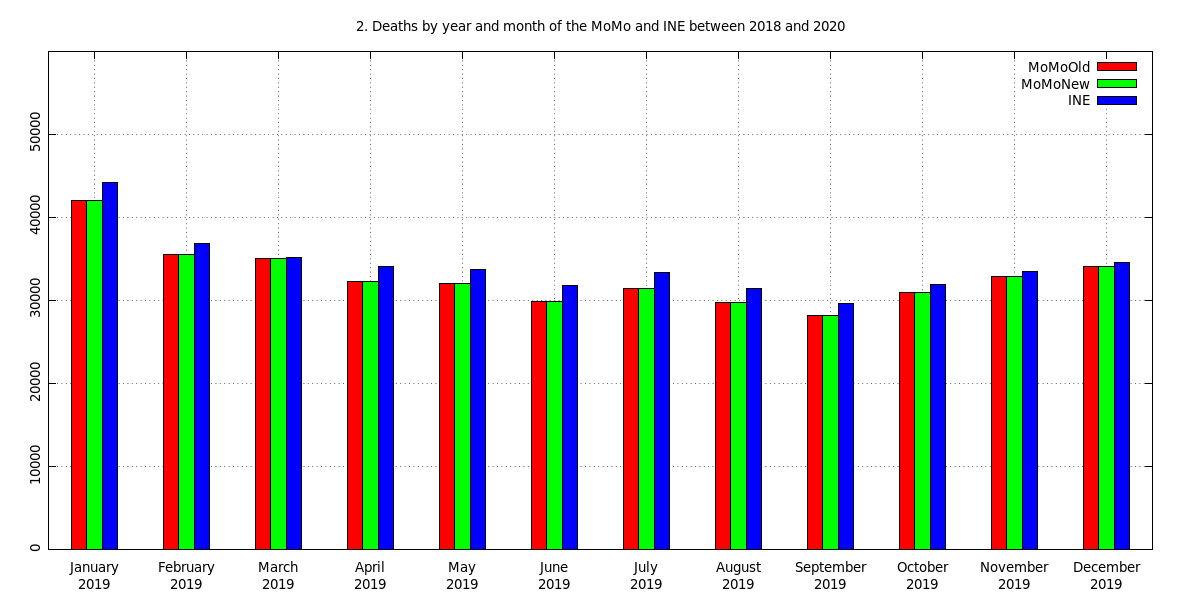 2. Deaths by year and month of the MoMo and INE between 2018 and 2020
MoMoOld
MoMoNew
INE
50000
40000
30000
20000
10000
0
January February March April May June July August September October November December
2019 2019 2019 2019 2019 2019 2019 2019 2019 2019 2019 2019